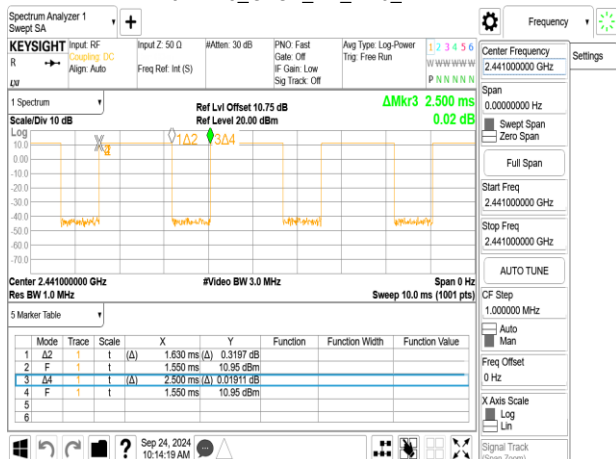 Spectrum Analyzer 1
Swept SA
Frequency
KEYSIGHT Input: RF
Coupling: DC
Align: Auto
R
LXI
Input Z: 50 Ω
Freq Ref: Int (S)
#Atten: 30 dB
PNO: Fast
Gate: Off
IF Gain: Low
Sig Track: Off
Avg Type: Log-Power
Trig: Free Run
1 2 3 4 5 6
W W W W W W
P N N N N N
Settings
Center Frequency
2.441000000 GHz
Span
0.00000000 Hz
Swept Span
Zero Span
Full Span
Start Freq
2.441000000 GHz
Stop Freq
2.441000000 GHz
AUTO TUNE
CF Step
1.000000 MHz
Auto
Man
Freq Offset
0 Hz
X Axis Scale
Log
Lin
Signal Track
(Span Zoom)
1 Spectrum
Scale/Div 10 dB
Ref Lvl Offset 10.75 dB
Ref Level 20.00 dBm
ΔMkr3 2.500 ms
0.02 dB
Log
10.0
0.00
-10.0
-20.0
-30.0
-40.0
-50.0
-60.0
-70.0
1Δ2
3Δ4
Center 2.441000000 GHz
Res BW 1.0 MHz
#Video BW 3.0 MHz
Span 0 Hz
Sweep 10.0 ms (1001 pts)
5 Marker Table
Mode Trace Scale X Y Function Function Width Function Value
1 Δ2 1 t (Δ) 1.630 ms (Δ) 0.3197 dB
2 F 1 t 1.550 ms 10.95 dBm
3 Δ4 1 t (Δ) 2.500 ms (Δ) 0.01911 dB
4 F 1 t 1.550 ms 10.95 dBm
5
6
?
Sep 24, 2024
10:14:19 AM